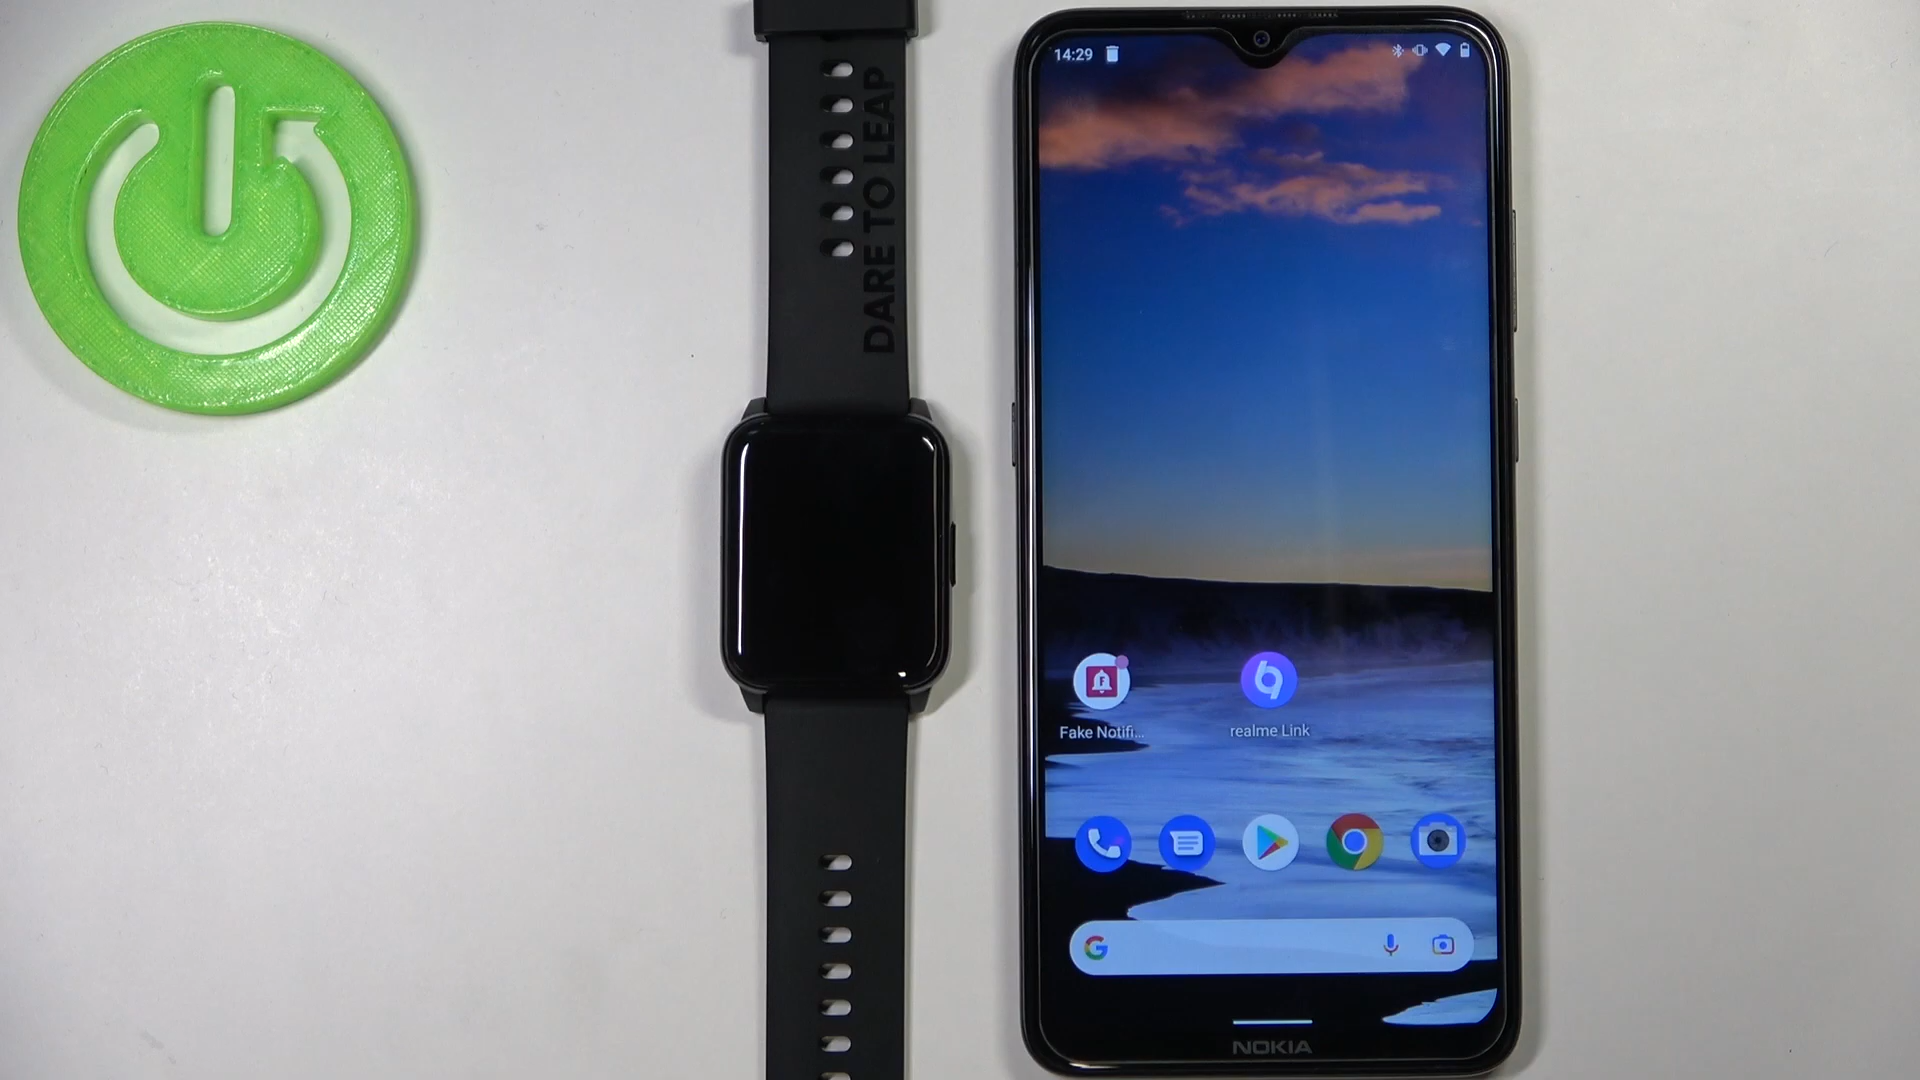 DARE TO LEAP
14:29
Fake Notifi...
realme Link
G
NOKIA